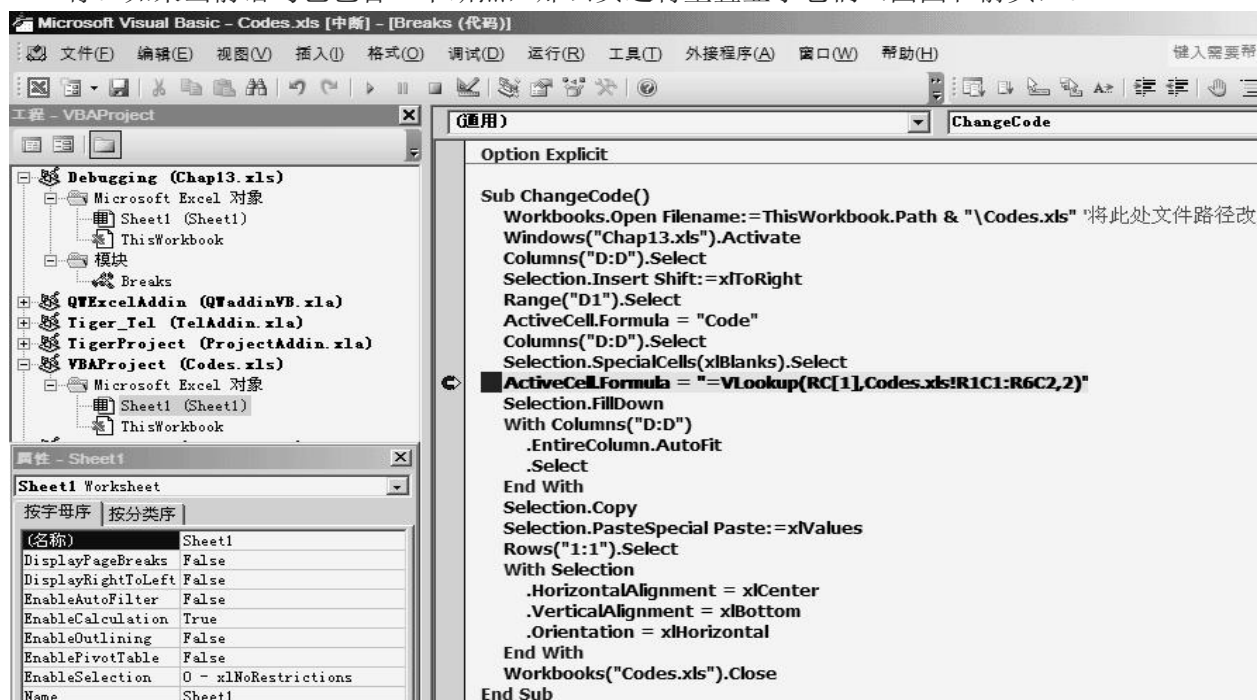 Microsoft Visual Basic - Codes.xls [中断] - [Breaks (代码)]
文件(F) 编辑(E) 视图(V) 插入(I) 格式(O) 调试(D) 运行(R) 工具(T) 外接程序(A) 窗口(W) 帮助(H) 键入需要帮
工程 - VBAProject
Debugging (Chap13.xls)
Microsoft Excel 对象
Sheet1 (Sheet1)
ThisWorkbook
模块
Breaks
QTExcelAddin (QTaddinVB.xla)
Tiger_Tel (TelAddin.xla)
TigerProject (ProjectAddin.xla)
VBAProject (Codes.xls)
Microsoft Excel 对象
Sheet1 (Sheet1)
ThisWorkbook
属性 - Sheet1
Sheet1 Worksheet
按字母序 按分类序
(名称) Sheet1
DisplayPageBreaks False
DisplayRightToLeft False
EnableAutoFilter False
EnableCalculation True
EnableOutlining False
EnablePivotTable False
EnableSelection 0 - xlNoRestrictions
Name Sheet1
(通用) ChangeCode
Option Explicit
Sub ChangeCode()
Workbooks.Open Filename:=ThisWorkbook.Path & "\Codes.xls" '将此处文件路径改
Windows("Chap13.xls").Activate
Columns("D:D").Select
Selection.Insert Shift:=xlToRight
Range("D1").Select
ActiveCell.Formula = "Code"
Columns("D:D").Select
Selection.SpecialCells(xlBlanks).Select
ActiveCell.Formula = "=VLookup(RC[1],Codes.xls!R1C1:R6C2,2)"
Selection.FillDown
With Columns("D:D")
.EntireColumn.AutoFit
.Select
End With
Selection.Copy
Selection.PasteSpecial Paste:=xlValues
Rows("1:1").Select
With Selection
.HorizontalAlignment = xlCenter
.VerticalAlignment = xlBottom
.Orientation = xlHorizontal
End With
Workbooks("Codes.xls").Close
End Sub